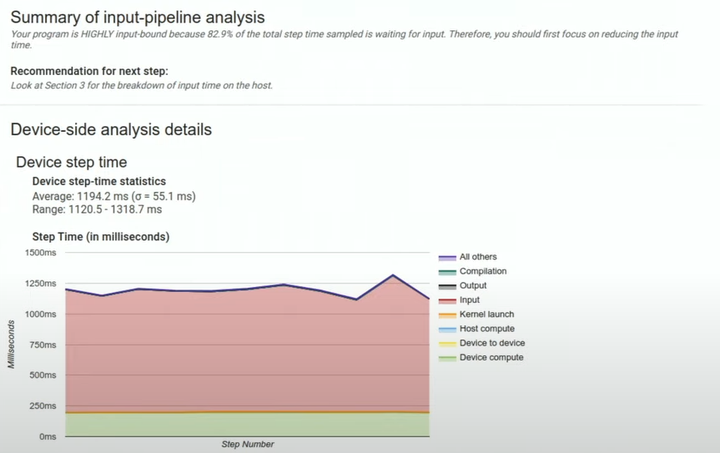 Summary of input-pipeline analysis
Your program is HIGHLY input-bound because 82.9% of the total step time sampled is waiting for input. Therefore, you should first focus on reducing the input
time.
Recommendation for next step:
Look at Section 3 for the breakdown of input time on the host.
Device-side analysis details
Device step time
Device step-time statistics
Average: 1194.2 ms (σ = 55.1 ms)
Range: 1120.5 - 1318.7 ms
Step Time (in milliseconds)
1500ms
1250ms
1000ms
750ms
500ms
250ms
0ms
Milliseconds
Step Number
All others
Compilation
Output
Input
Kernel launch
Host compute
Device to device
Device compute